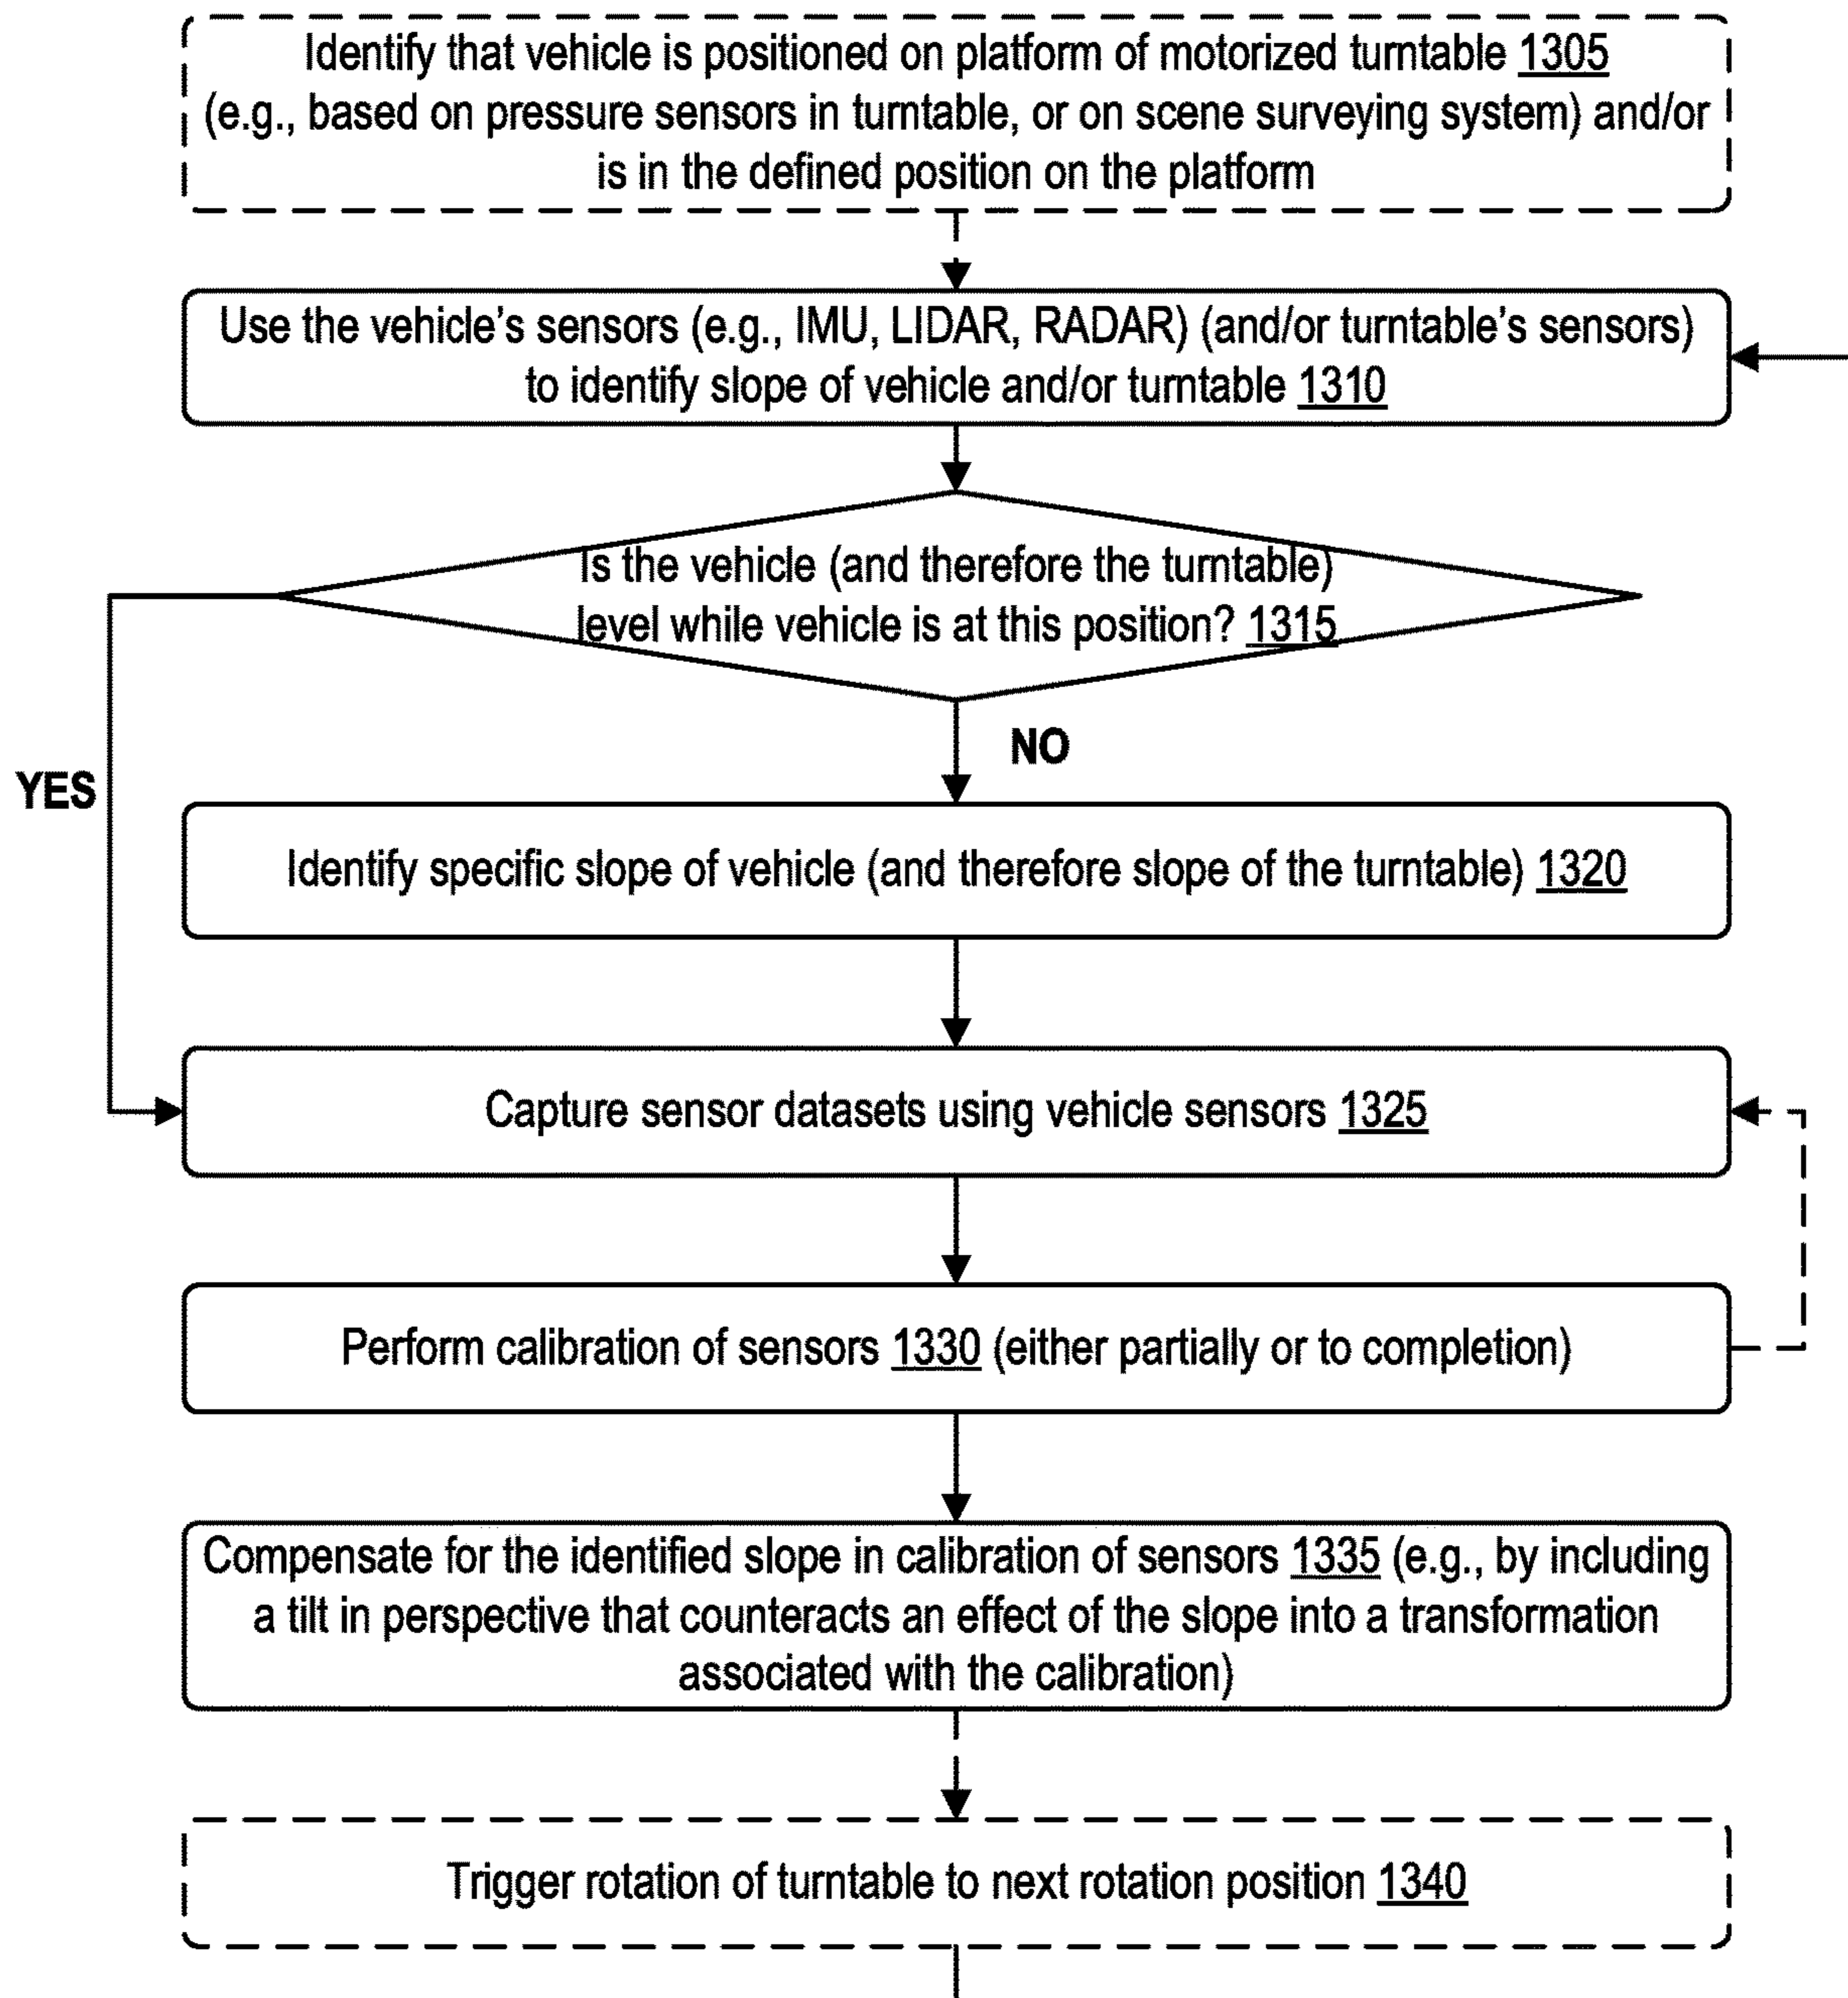 Identify that vehicle is positioned on platform of motorized turntable 1305
(e.g., based on pressure sensors in turntable, or on scene surveying system) and/or
is in the defined position on the platform
Use the vehicle's sensors (e.g., IMU, LIDAR, RADAR) (and/or turntable's sensors)
to identify slope of vehicle and/or turntable 1310
Is the vehicle (and therefore the turntable)
level while vehicle is at this position? 1315
NO
YES
Identify specific slope of vehicle (and therefore slope of the turntable) 1320
Capture sensor datasets using vehicle sensors 1325
Perform calibration of sensors 1330 (either partially or to completion)
Compensate for the identified slope in calibration of sensors 1335 (e.g., by including
a tilt in perspective that counteracts an effect of the slope into a transformation
associated with the calibration)
Trigger rotation of turntable to next rotation position 1340